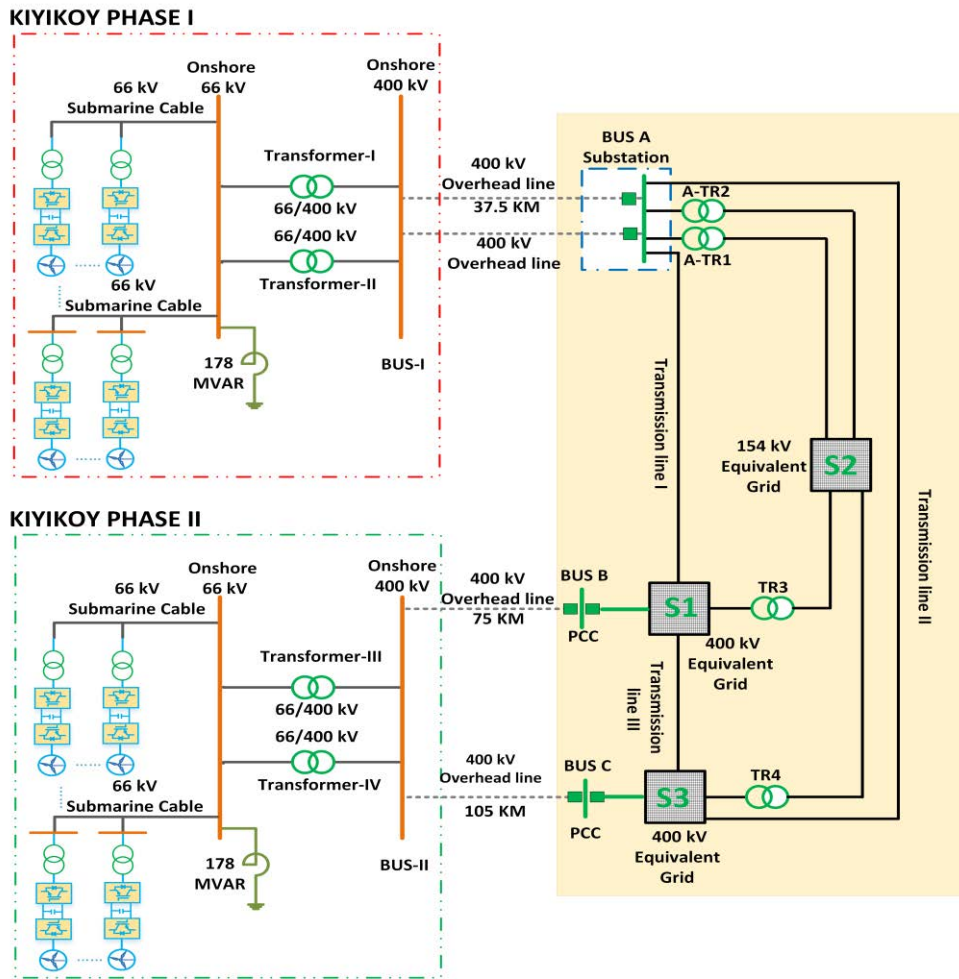 KIYIKOY PHASE I
66 kV
Submarine Cable
Onshore
66 kV
Onshore
400 kV
Transformer-I
66/400 kV
66/400 kV
Transformer-II
66 kV
Submarine Cable
178
MVAR
BUS-I
400 kV
Overhead line
37.5 KM
400 kV
Overhead line
BUS A
Substation
A-TR2
A-TR1
Transmission line I
154 kV
Equivalent
Grid
S2
Transmission line II
KIYIKOY PHASE II
66 kV
Submarine Cable
Onshore
66 kV
Onshore
400 kV
Transformer-III
66/400 kV
66/400 kV
Transformer-IV
66 kV
Submarine Cable
178
MVAR
BUS-II
400 kV
Overhead line
75 KM
BUS B
PCC
S1
400 kV
Equivalent
Grid
TR3
Transmission
line III
400 kV
Overhead line
105 KM
BUS C
PCC
S3
400 kV
Equivalent
Grid
TR4